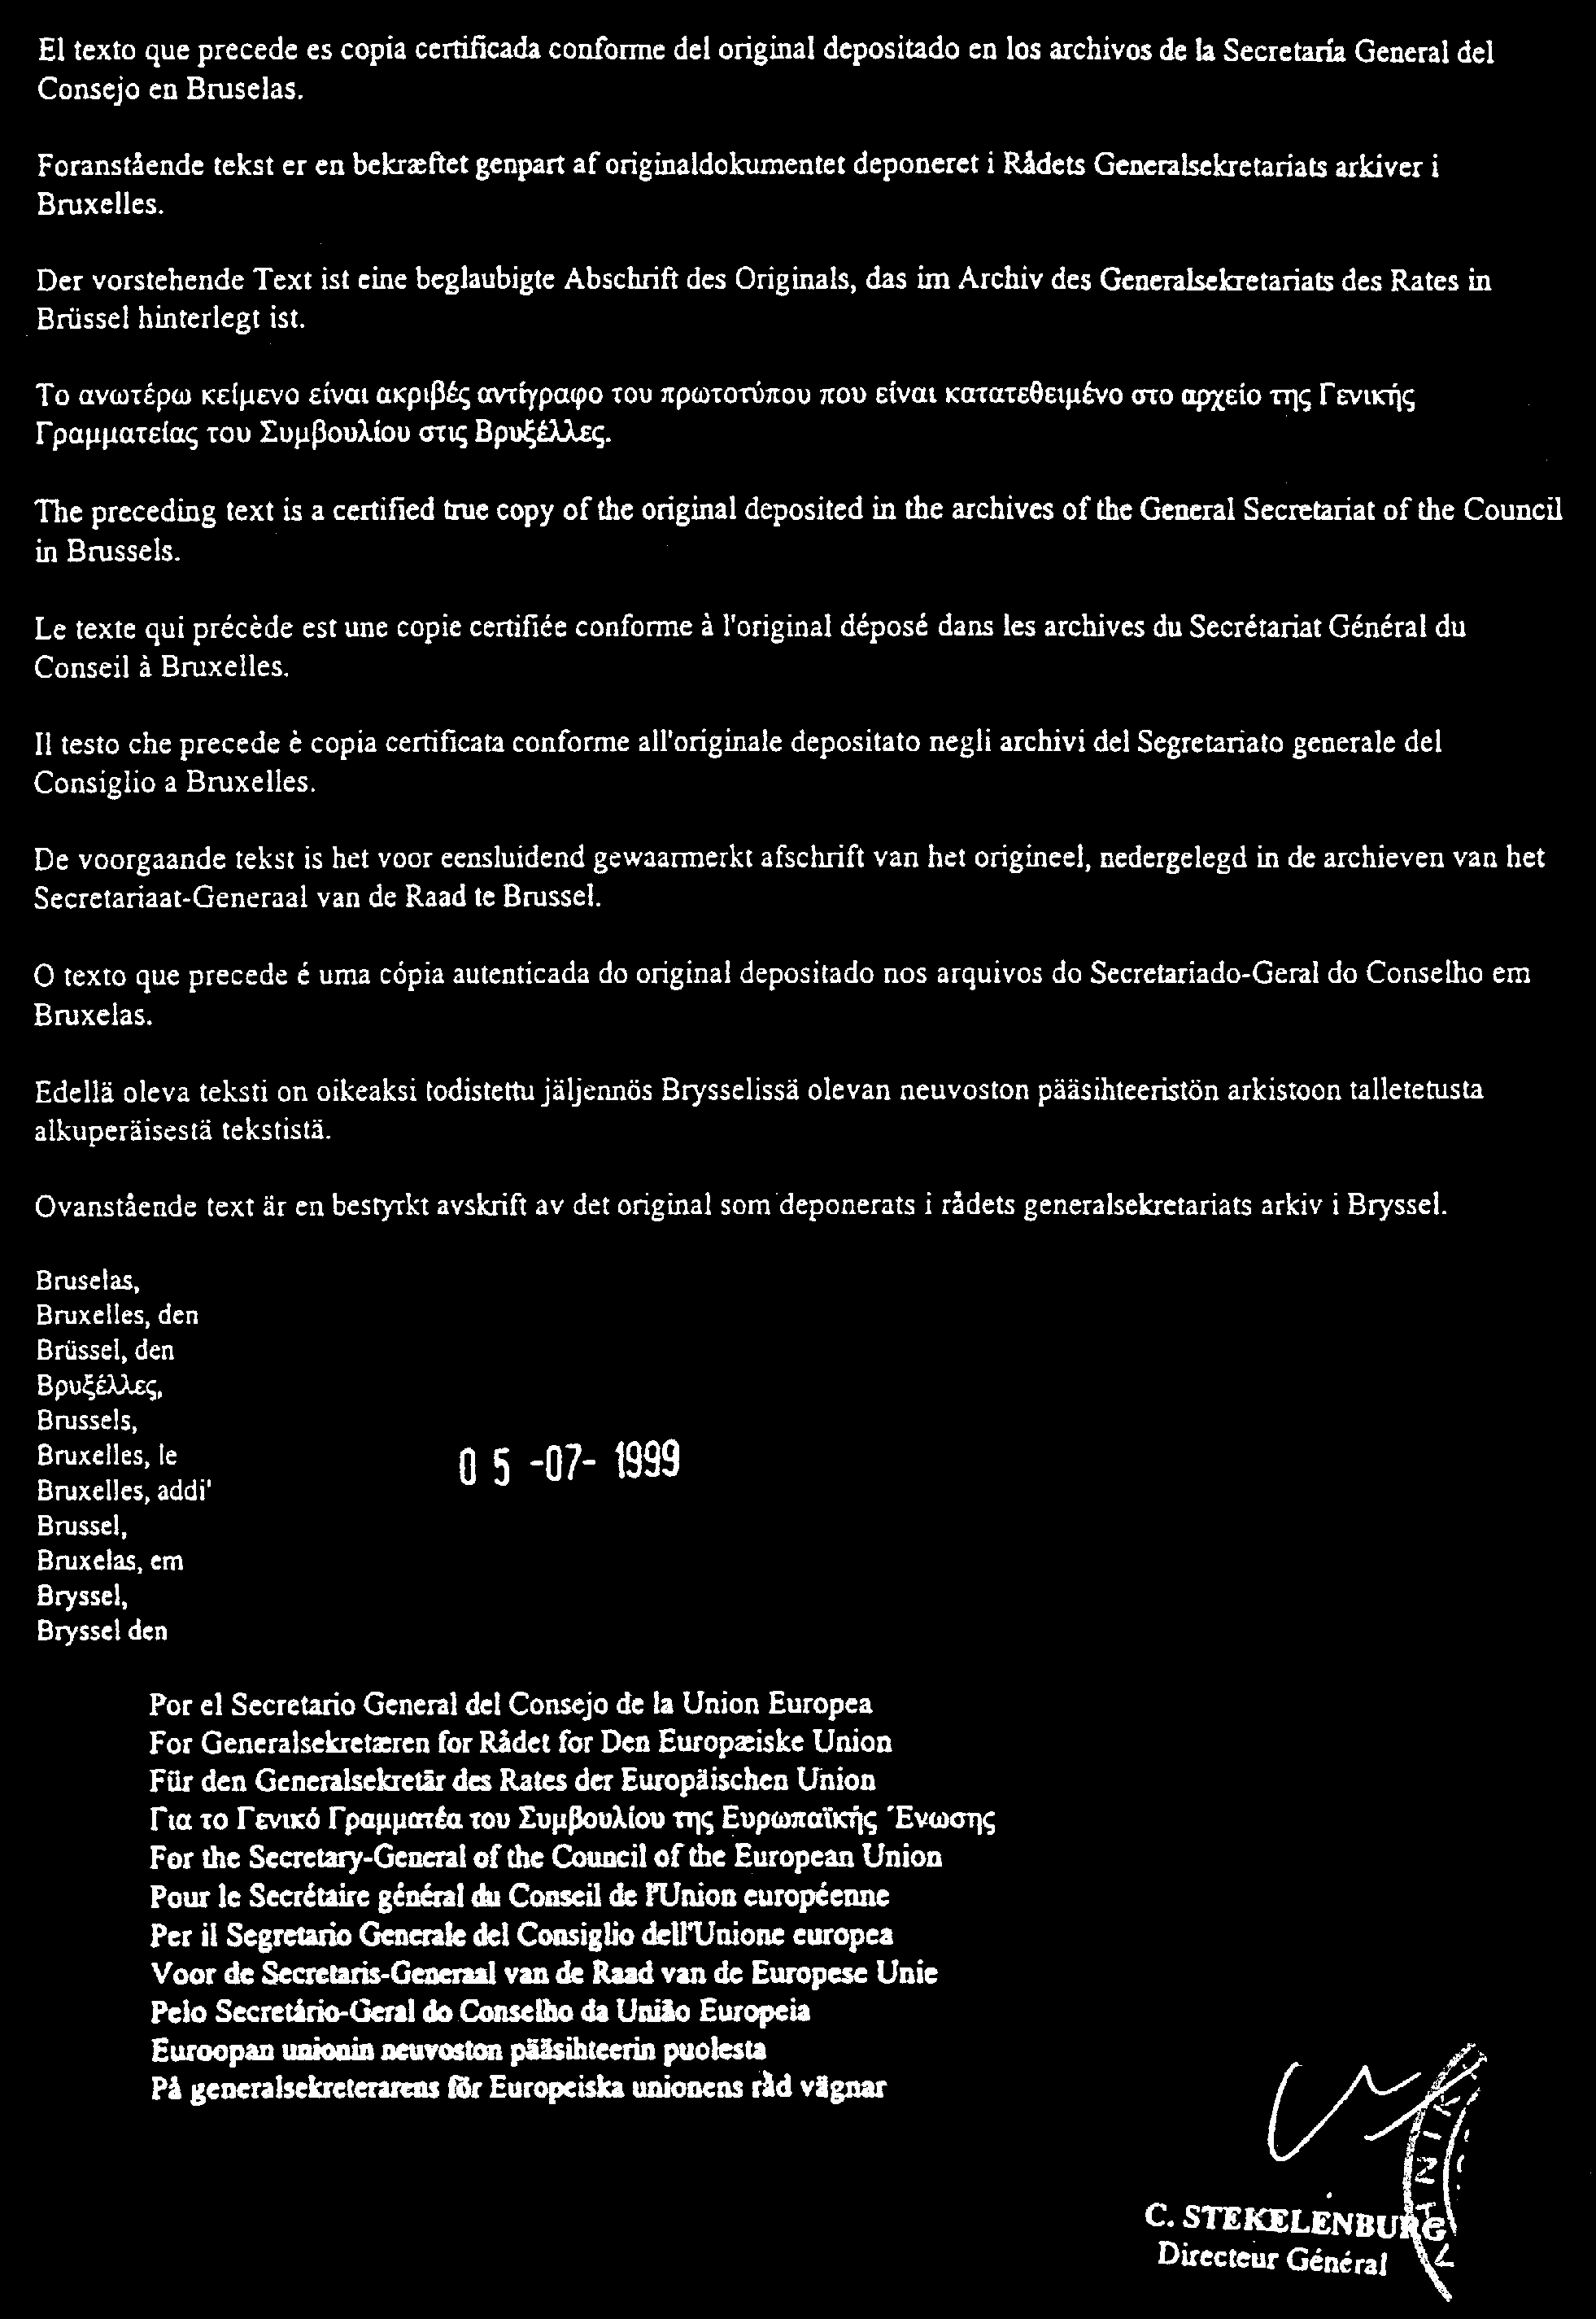 El texto que precede es copia certificada conforme del original depositado en los archivos de la Secretaría General del
Consejo en Bruselas.
Foranstående tekst er en bekræftet genpart af originaldokumentet deponeret i Rådets Generalsekretariats arkiver i
Bruxelles.
Der vorstehende Text ist eine beglaubigte Abschrift des Originals, das im Archiv des Generalsekretariats des Rates in
Brüssel hinterlegt ist.
Το ανωτέρω κείμενο είναι ακριβές αντίγραφο του πρωτοτύπου που είναι κατατεθειμένο στο αρχείο της Γενικής
Γραμματείας του Συμβουλίου στις Βρυξέλλες.
The preceding text is a certified true copy of the original deposited in the archives of the General Secretariat of the Council
in Brussels.
Le texte qui précède est une copie certifiée conforme à l'original déposé dans les archives du Secrétariat Général du
Conseil à Bruxelles.
Il testo che precede è copia certificata conforme all'originale depositato negli archivi del Segretariato generale del
Consiglio a Bruxelles.
De voorgaande tekst is het voor eensluidend gewaarmerkt afschrift van het origineel, nedergelegd in de archieven van het
Secretariaat-Generaal van de Raad te Brussel.
O texto que precede é uma cópia autenticada do original depositado nos arquivos do Secretariado-Geral do Conselho em
Bruxelas.
Edellä oleva teksti on oikeaksi todistettu jäljennös Brysselissä olevan neuvoston pääsihteeristön arkistoon talletetusta
alkuperäisestä tekstistä.
Ovanstående text är en bestyrkt avskrift av det original som deponerats i rådets generalsekretariats arkiv i Bryssel.
Bruselas,
Bruxelles, den
Brüssel, den
Βρυξέλλες,
Brussels,
Bruxelles, le
Bruxelles, addi'
Brussel,
Bruxelas, em
Bryssel,
Bryssel den
0 5 -07- 1999
Por el Secretario General del Consejo de la Union Europea
For Generalsekretæren for Rådet for Den Europæiske Union
Für den Generalsekretär des Rates der Europäischen Union
Για το Γενικό Γραμματέα του Συμβουλίου της Ευρωπαϊκής Ένωσης
For the Secretary-General of the Council of the European Union
Pour le Secrétaire général du Conseil de l'Union européenne
Per il Segretario Generale del Consiglio dell'Unione europea
Voor de Secretaris-Generaal van de Raad van de Europese Unie
Pelo Secretário-Geral do Conselho da União Europeia
Euroopan unionin neuvoston pääsihteerin puolesta
På generalsekreterarens för Europeiska unionens råd vägnar
C. STEKELENBURG
Directeur Général